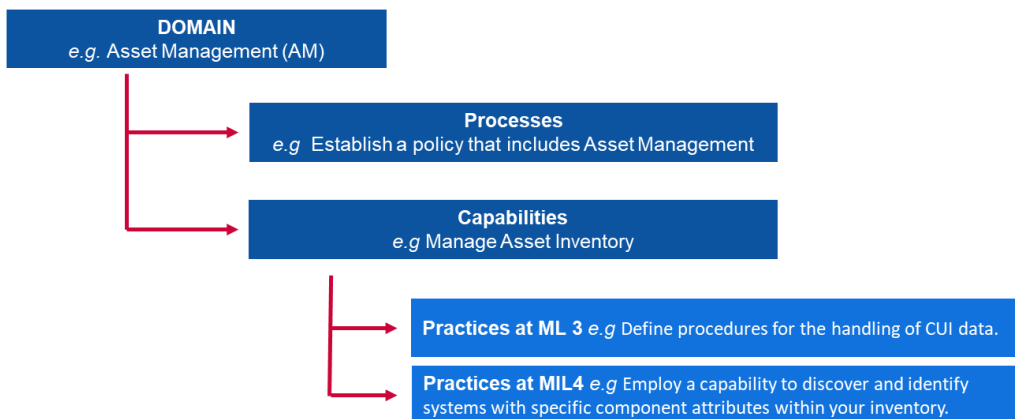 DOMAIN
e.g. Asset Management (AM)
Processes
e.g Establish a policy that includes Asset Management
Capabilities
e.g Manage Asset Inventory
Practices at ML 3 e.g Define procedures for the handling of CUI data.
Practices at MIL4 e.g Employ a capability to discover and identify
systems with specific component attributes within your inventory.